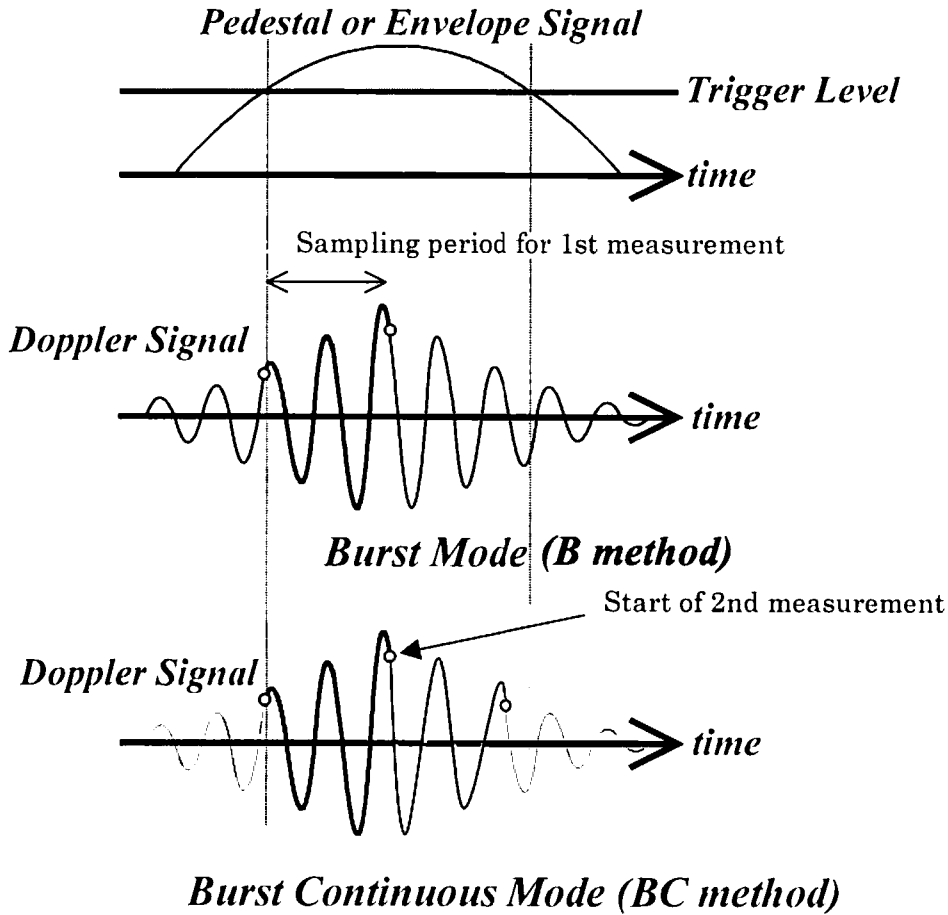 Pedestal or Envelope Signal
Trigger Level
time
Sampling period for 1st measurement
Doppler Signal
time
Burst Mode (B method)
Start of 2nd measurement
Doppler Signal
time
Burst Continuous Mode (BC method)